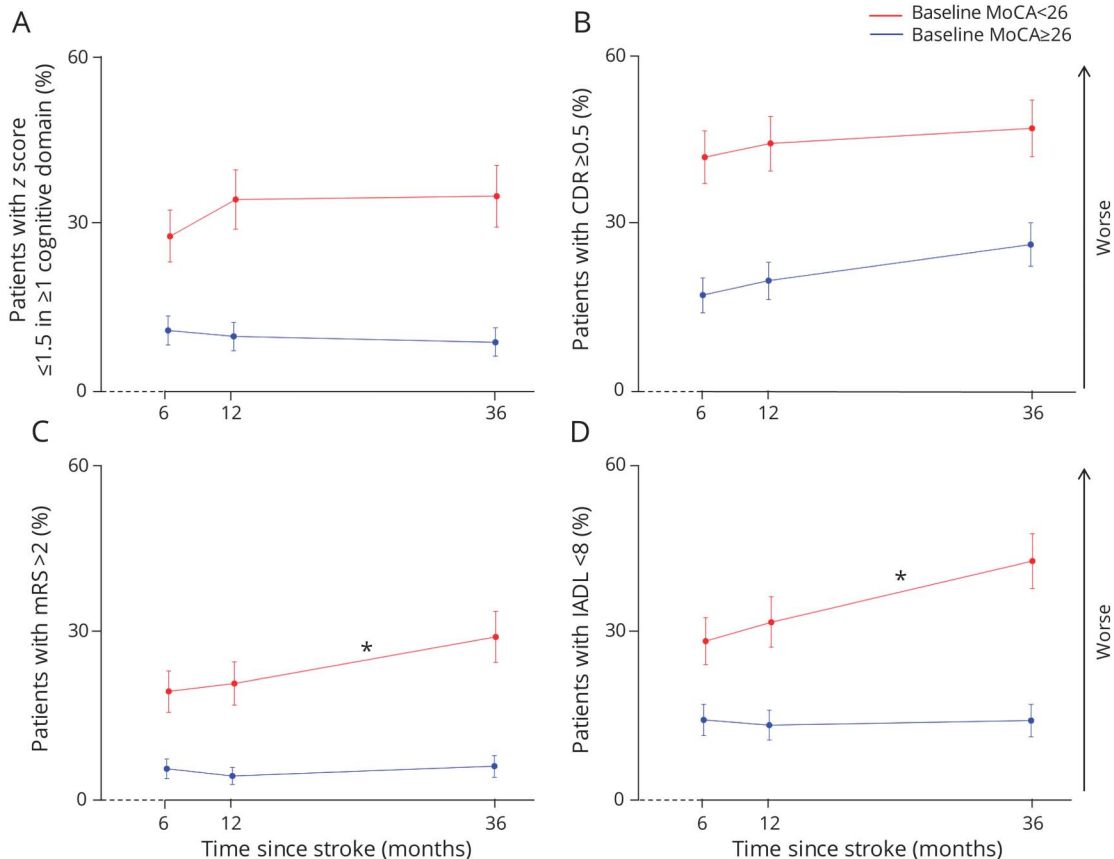 Baseline MoCA<26
Baseline MoCA≥26
A
Patients with z score
≤1.5 in ≥1 cognitive domain (%)
60
30
0
6 12 36
B
Patients with CDR ≥0.5 (%)
60
30
0
6 12 36
Worse
C
Patients with mRS >2 (%)
60
30
0
*
6 12 36
Time since stroke (months)
D
Patients with IADL <8 (%)
60
30
0
*
6 12 36
Time since stroke (months)
Worse